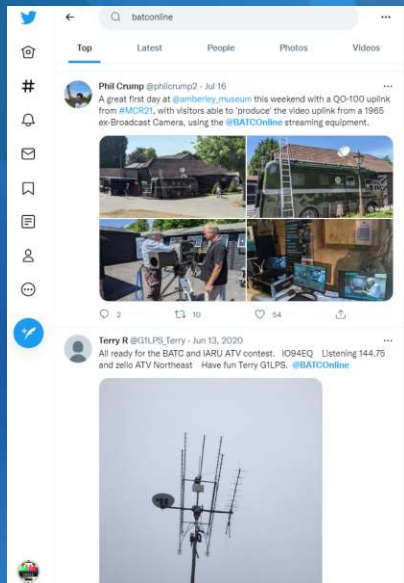 batconline
Top Latest People Photos Videos
Phil Crump @philcrump2 · Jul 16
A great first day at @amberley_museum this weekend with a QO-100 uplink
from #MCR21, with visitors able to 'produce' the video uplink from a 1965
ex-Broadcast Camera, using the @BATCOnline streaming equipment.
2 10 54
Terry R @G1LPS_Terry · Jun 13, 2020
All ready for the BATC and IARU ATV contest. IO94EQ Listening 144.75
and zello ATV Northeast Have fun Terry G1LPS. @BATCOnline